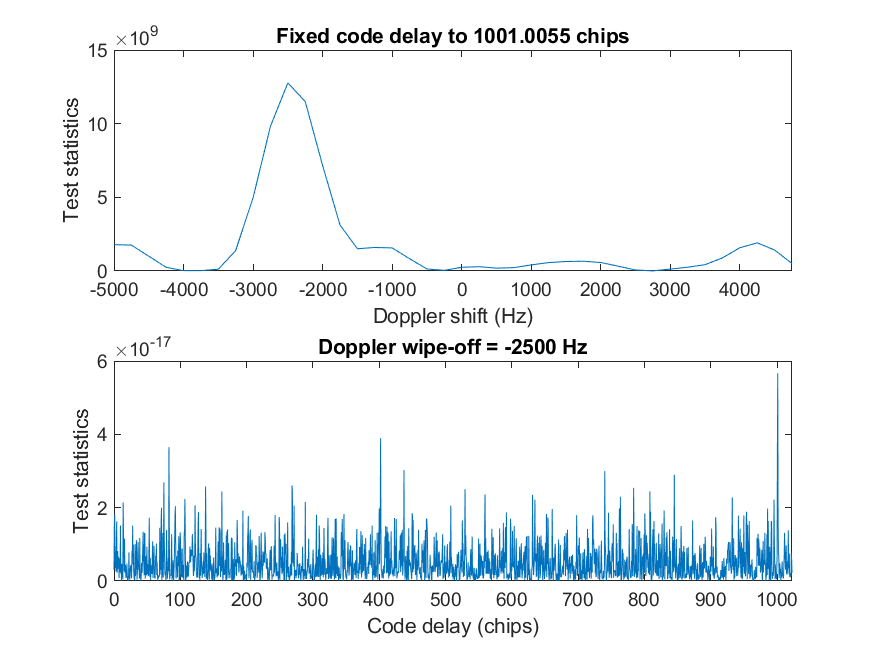 Fixed code delay to 1001.0055 chips
×10^9
15
10
5
0
Test statistics
-5000 -4000 -3000 -2000 -1000 0 1000 2000 3000 4000
Doppler shift (Hz)
Doppler wipe-off = -2500 Hz
×10^-17
6
4
2
0
Test statistics
0 100 200 300 400 500 600 700 800 900 1000
Code delay (chips)